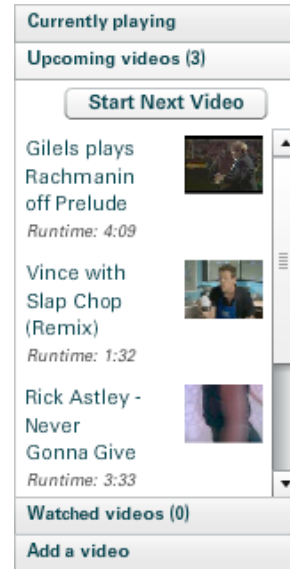 Currently playing
Upcoming videos (3)
Start Next Video
Gilels plays
Rachmanin
off Prelude
Runtime: 4:09
Vince with
Slap Chop
(Remix)
Runtime: 1:32
Rick Astley -
Never
Gonna Give
Runtime: 3:33
Watched videos (0)
Add a video